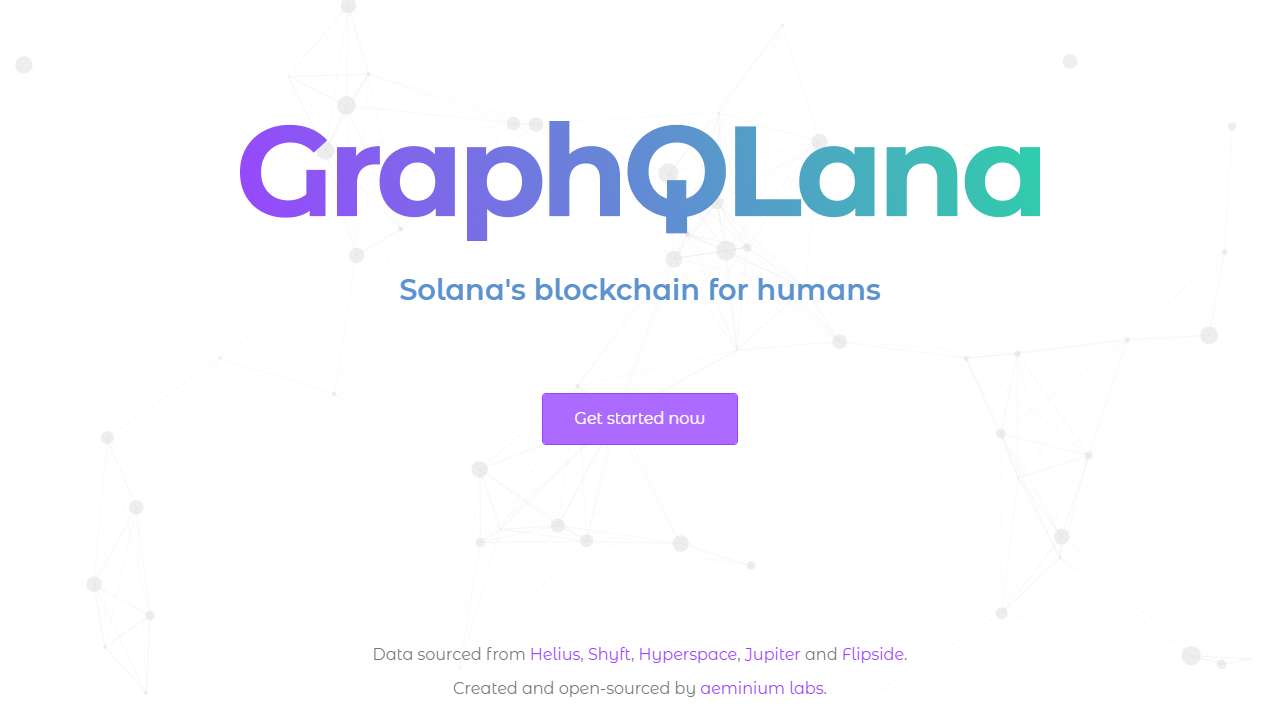 GraphQLana
Solana's blockchain for humans
Get started now
Data sourced from Helius, Shyft, Hyperspace, Jupiter and Flipside.
Created and open-sourced by aeminium labs.